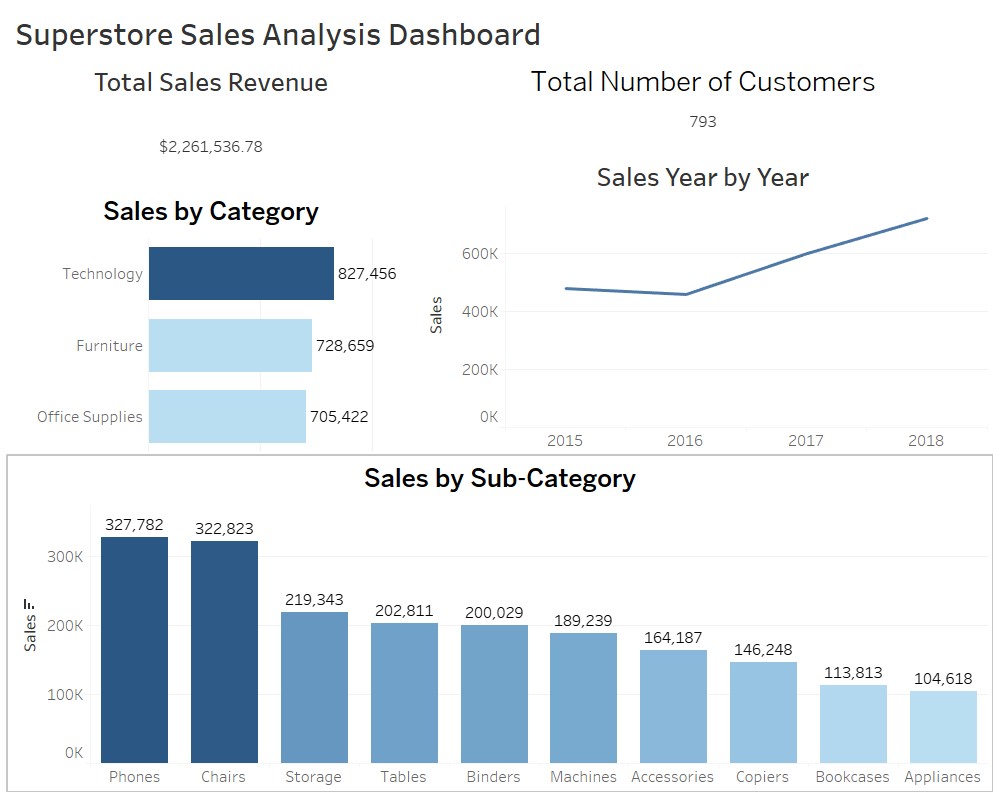 Superstore Sales Analysis Dashboard
Total Sales Revenue
$2,261,536.78
Total Number of Customers
793
Sales by Category
Technology 827,456
Furniture 728,659
Office Supplies 705,422
Sales Year by Year
Sales
600K
400K
200K
0K
2015 2016 2017 2018
Sales by Sub-Category
Sales
300K
200K
100K
0K
327,782 322,823 219,343 202,811 200,029 189,239 164,187 146,248 113,813 104,618
Phones Chairs Storage Tables Binders Machines Accessories Copiers Bookcases Appliances